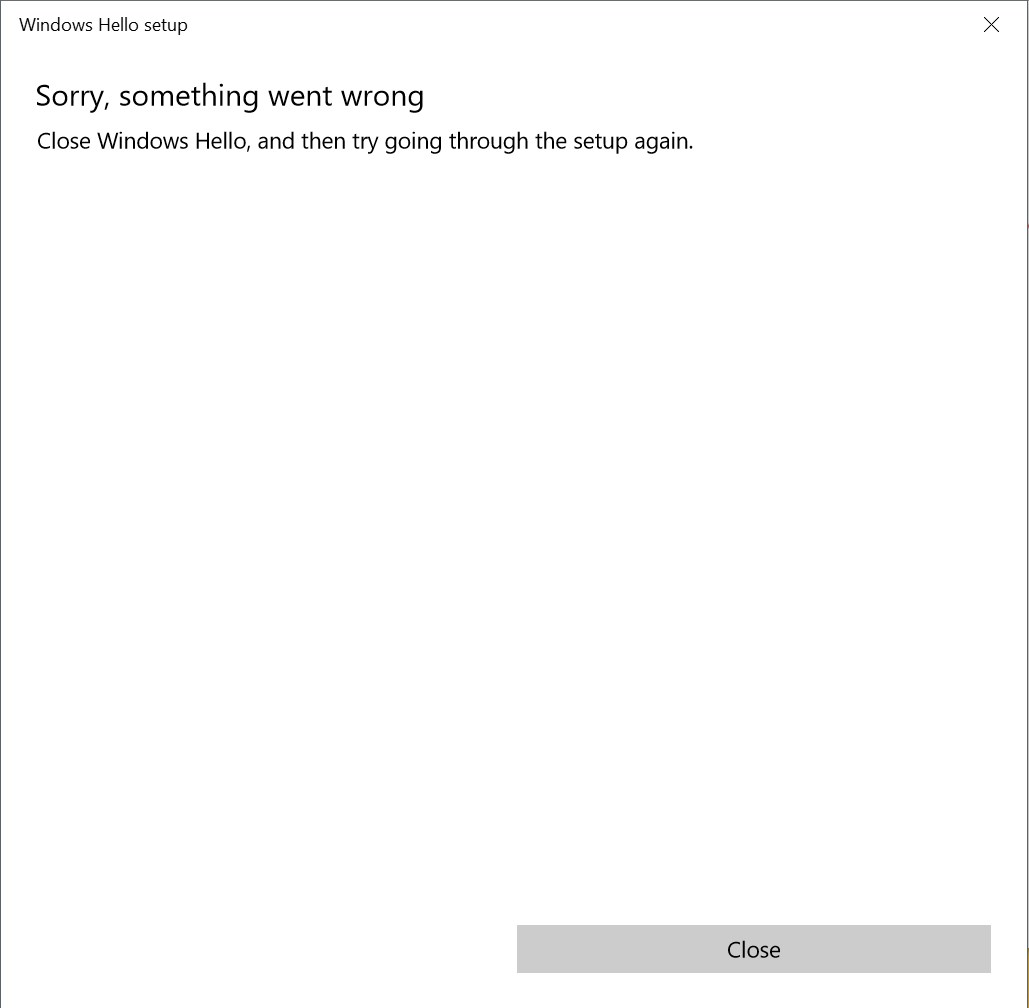 Windows Hello setup
Sorry, something went wrong
Close Windows Hello, and then try going through the setup again.
Close